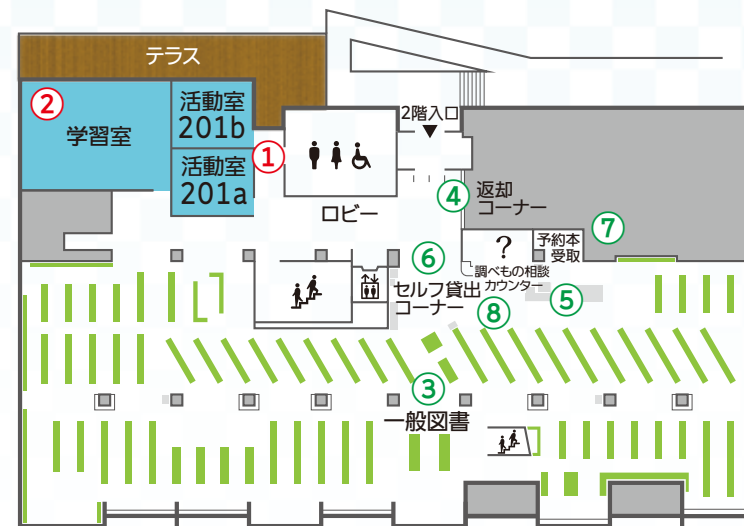 テラス
②
学習室
活動室
201b
活動室
201a
①
2階入口
ロビー
④
返却
コーナー
⑦
?
予約本
受取
調べもの相談
カウンター
⑥
セルフ貸出
コーナー
⑤
⑧
③
一般図書